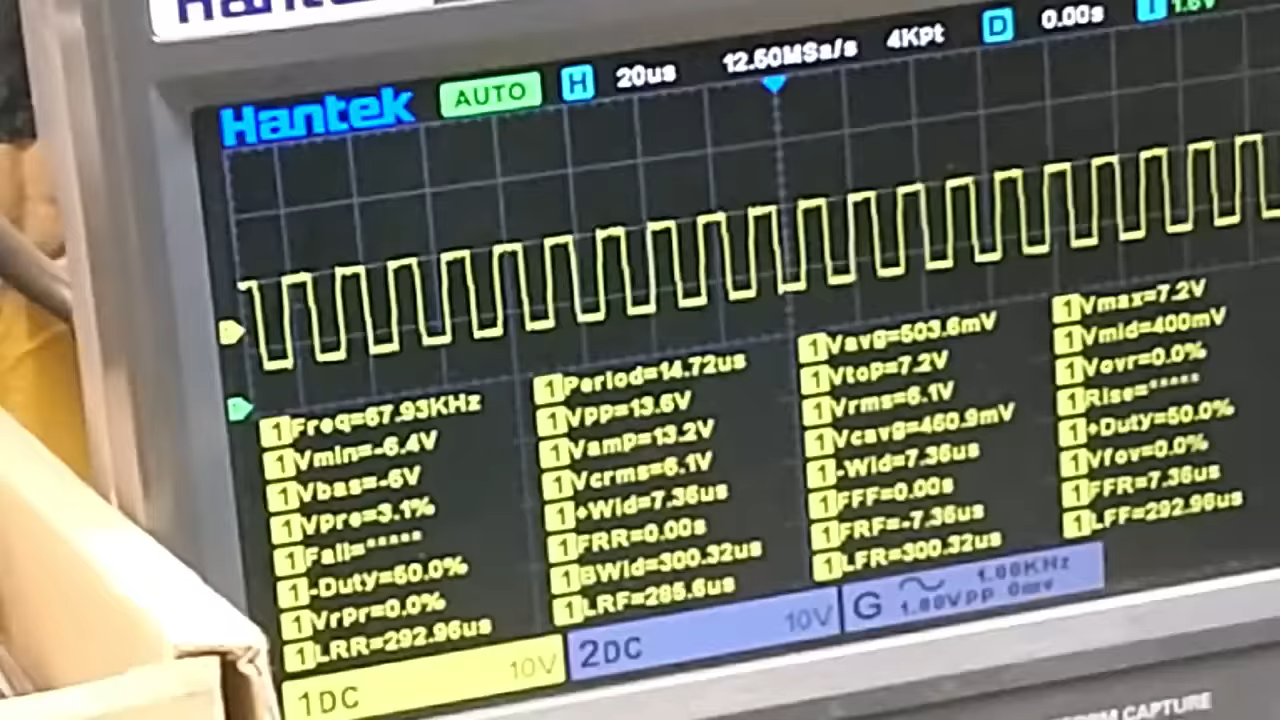 Hantek
Hantek AUTO H 20us 12.50MSa/s 4Kpt D 0.00s T 1.6V
1 Freq=67.93KHz 1 Period=14.72us 1 Vavg=503.6mV 1 Vmax=7.2V
1 Vmin=-6.4V 1 Vpp=13.6V 1 Vtop=7.2V 1 Vmid=400mV
1 Vbas=-6V 1 Vamp=13.2V 1 Vrms=6.1V 1 Vovr=0.0%
1 Vpre=3.1% 1 Vcrms=6.1V 1 Vcavg=460.9mV 1 Rise=*****
1 Fall=***** 1 +Wid=7.36us 1 -Wid=7.36us 1 +Duty=50.0%
1 -Duty=50.0% 1 FRR=0.00s 1 FFF=0.00s 1 Vfov=0.0%
1 VrPr=0.0% 1 BWid=300.32us 1 FRF=-7.36us 1 FFR=7.36us
1 LRR=292.96us 1 LRF=285.6us 1 LFR=300.32us 1 LFF=292.96us
1DC 10V 2DC 10V G 1.00KHz
1.00VPP 0mv
CAPTURE